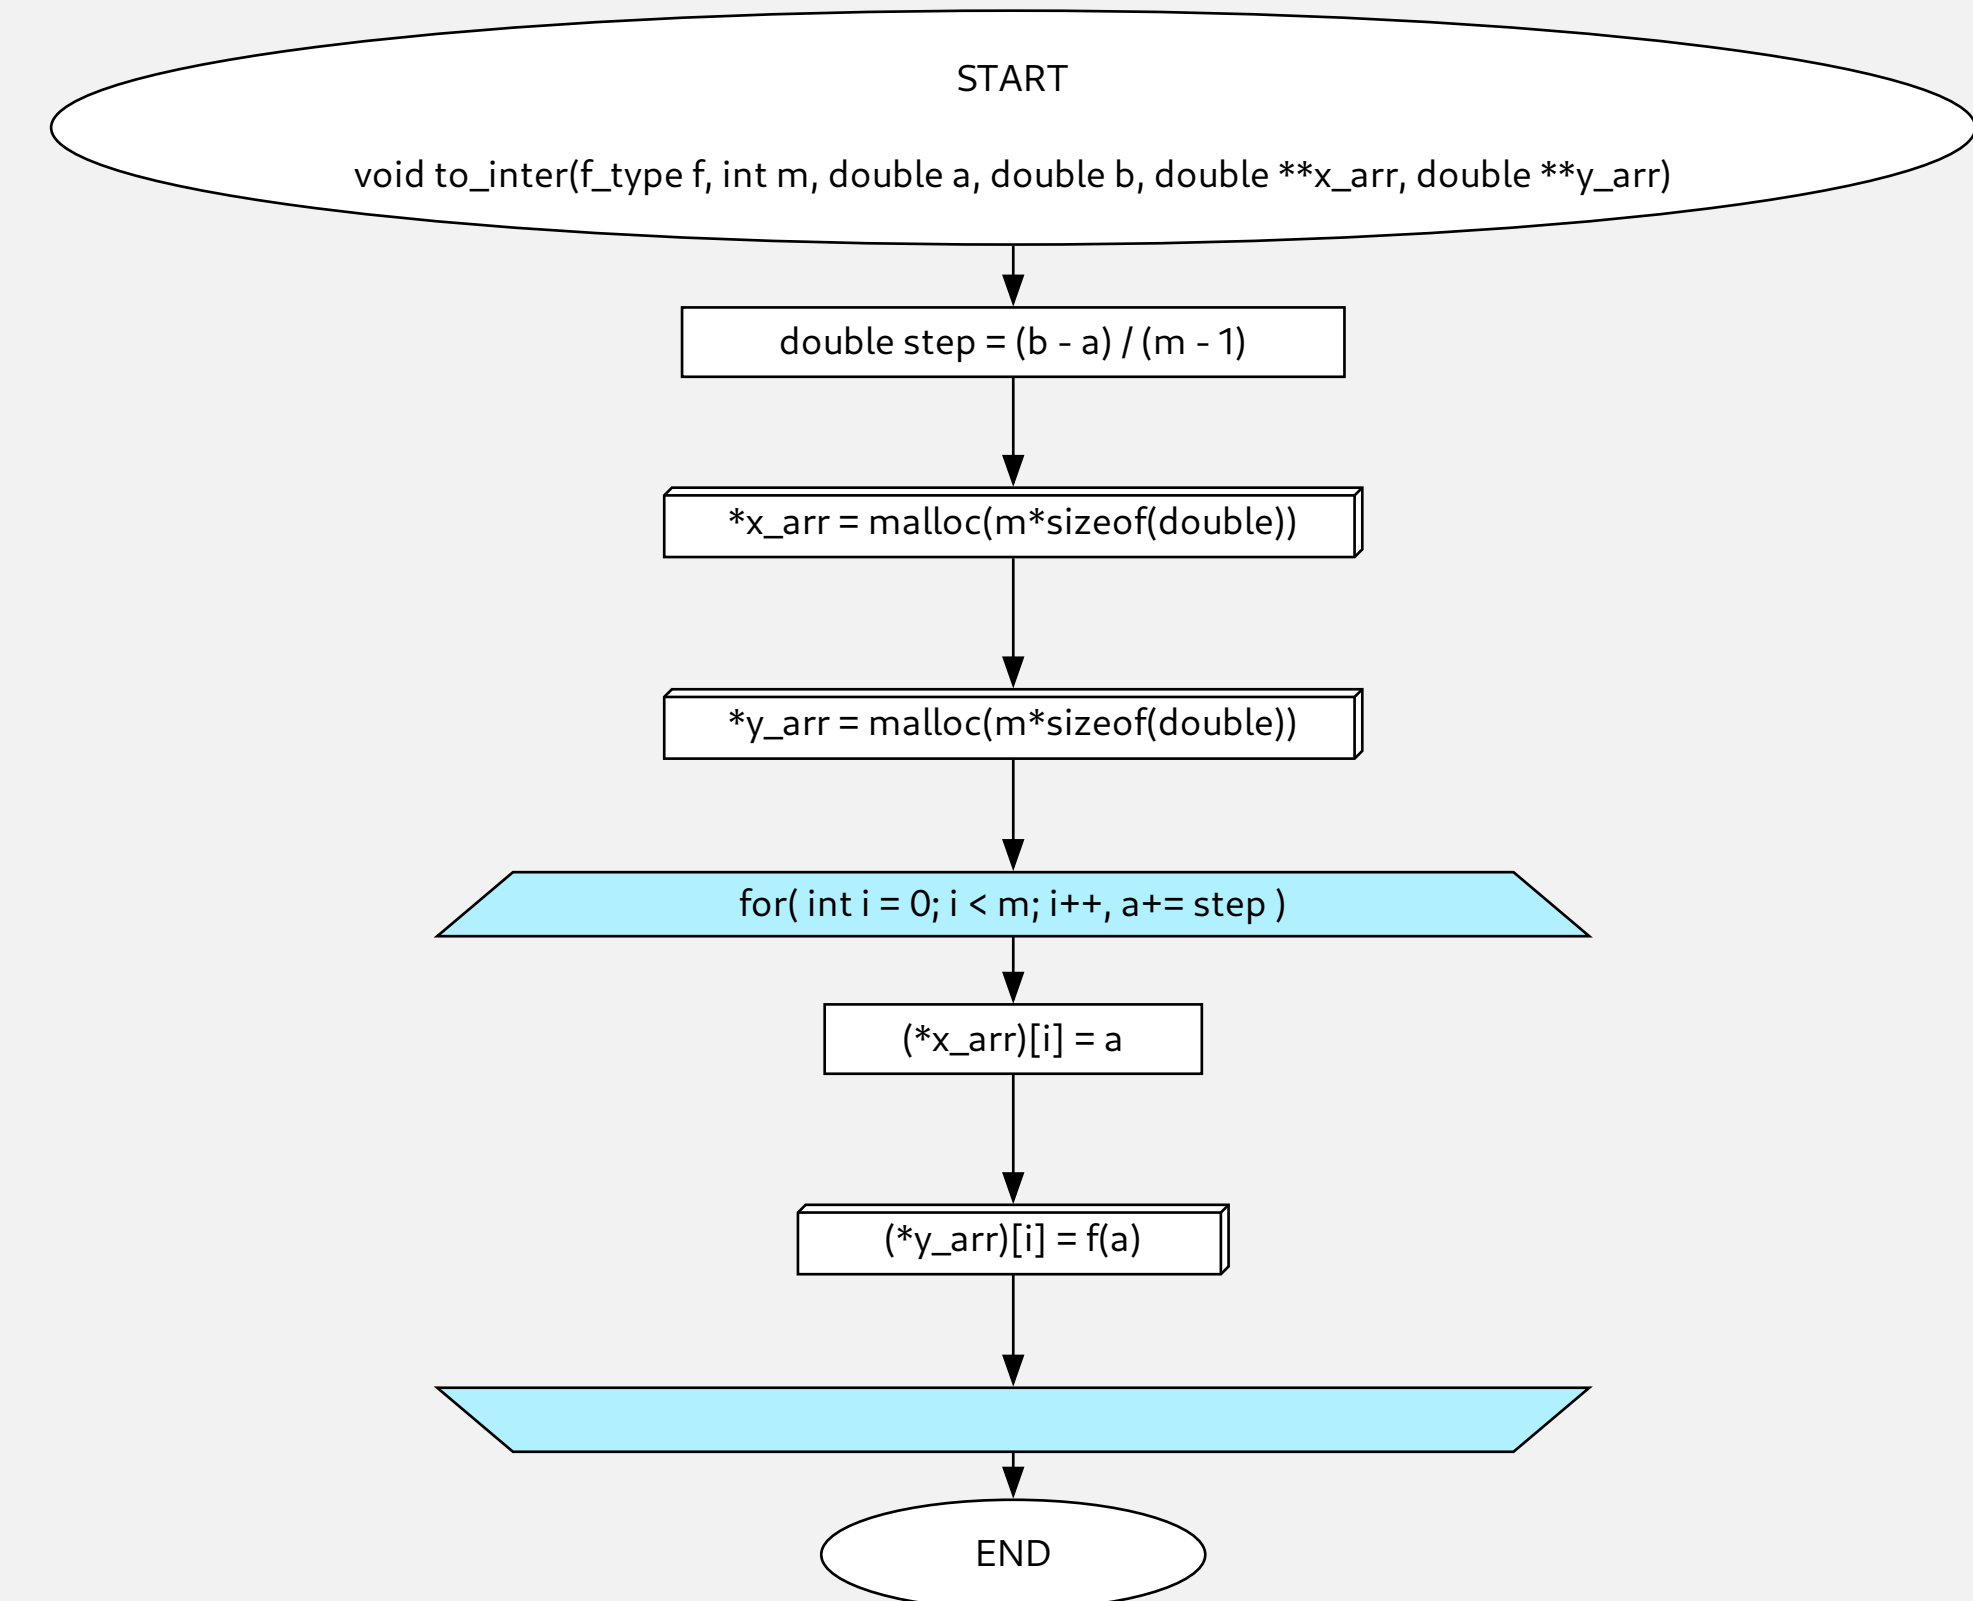 START
void to_inter(f_type f, int m, double a, double b, double **x_arr, double **y_arr)
double step = (b - a) / (m - 1)
*x_arr = malloc(m*sizeof(double))
*y_arr = malloc(m*sizeof(double))
for( int i = 0; i < m; i++, a+= step )
(*x_arr)[i] = a
(*y_arr)[i] = f(a)
END